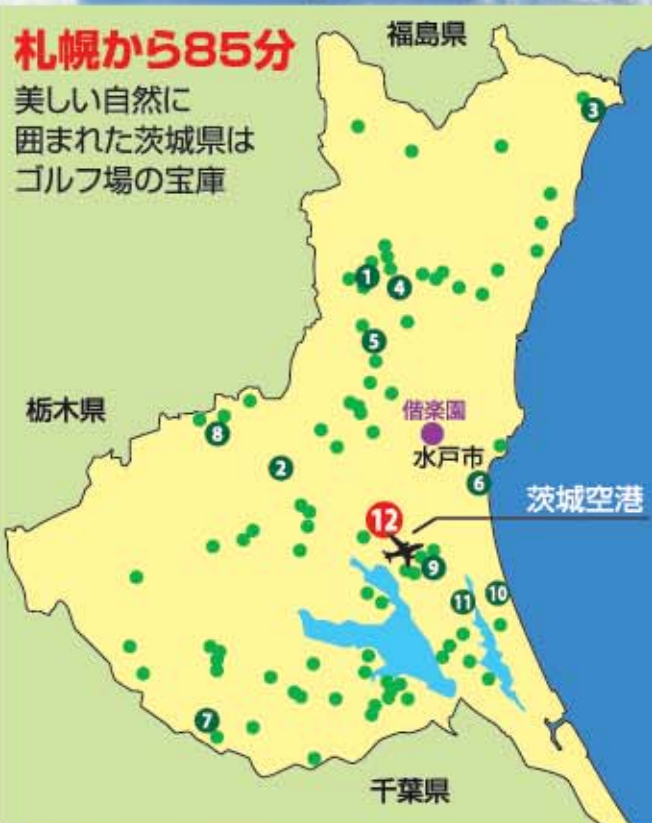 札幌から85分
美しい自然に
囲まれた茨城県は
ゴルフ場の宝庫
福島県
3
1
4
5
栃木県
8
偕楽園
水戸市
2
6
12
茨城空港
9
11
10
7
千葉県